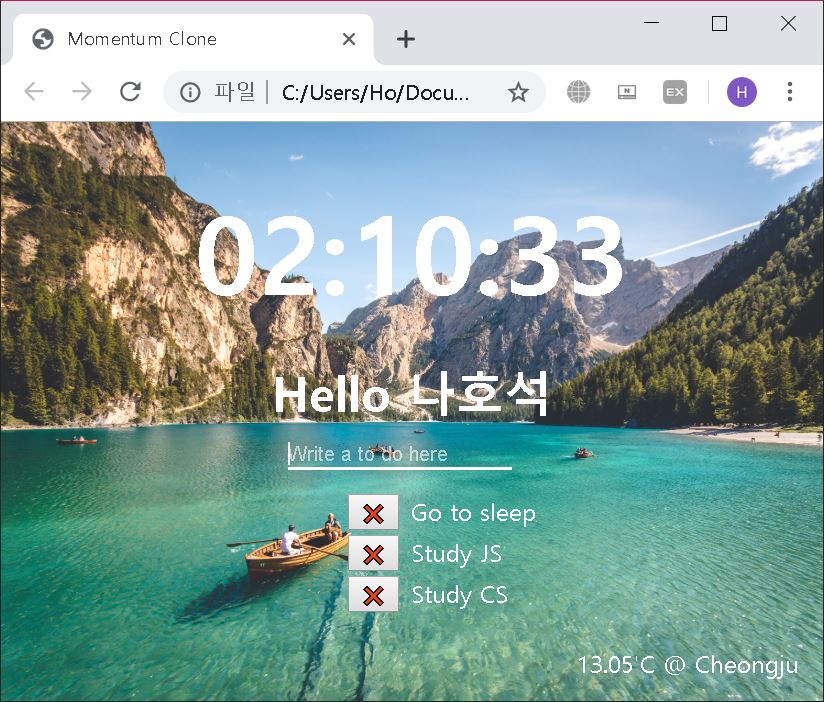 Momentum Clone
파일 C:/Users/Ho/Docu...
N
EX
H
02:10:33
Hello 나호석
Write a to do here
Go to sleep
Study JS
Study CS
13.05'C @ Cheongju